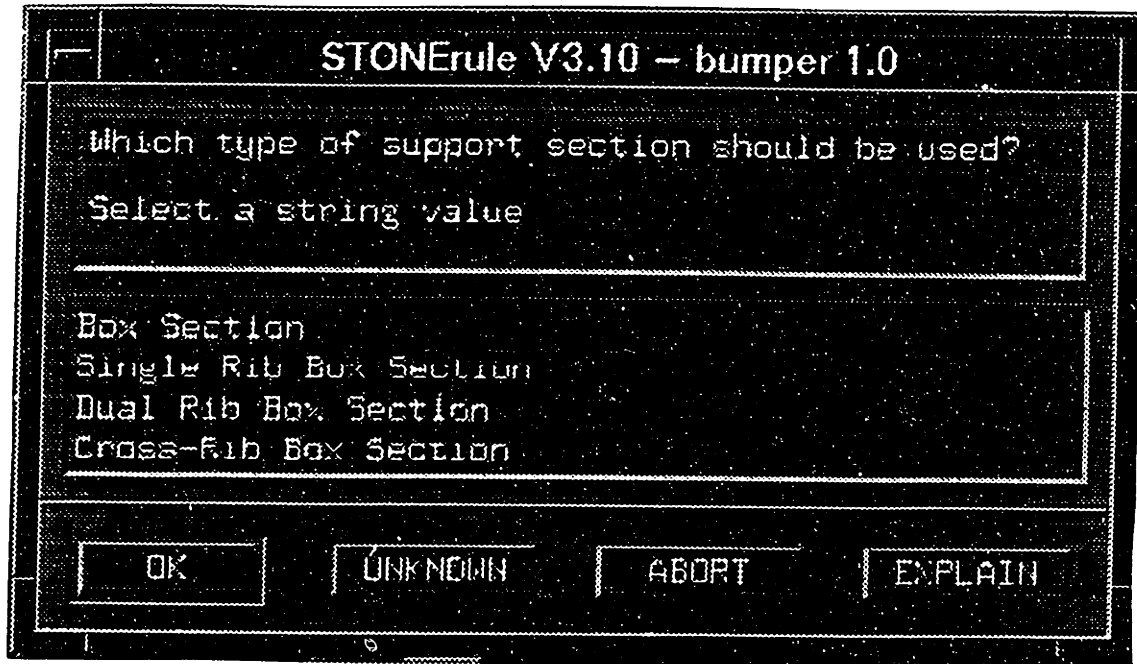 STONErule V3.10 – bumper 1.0
Which type of support section should be used?
Select a string value
Box Section
Single Rib Box Section
Dual Rib Box Section
Cross-Rib Box Section
OK UNKNOWN ABORT EXPLAIN